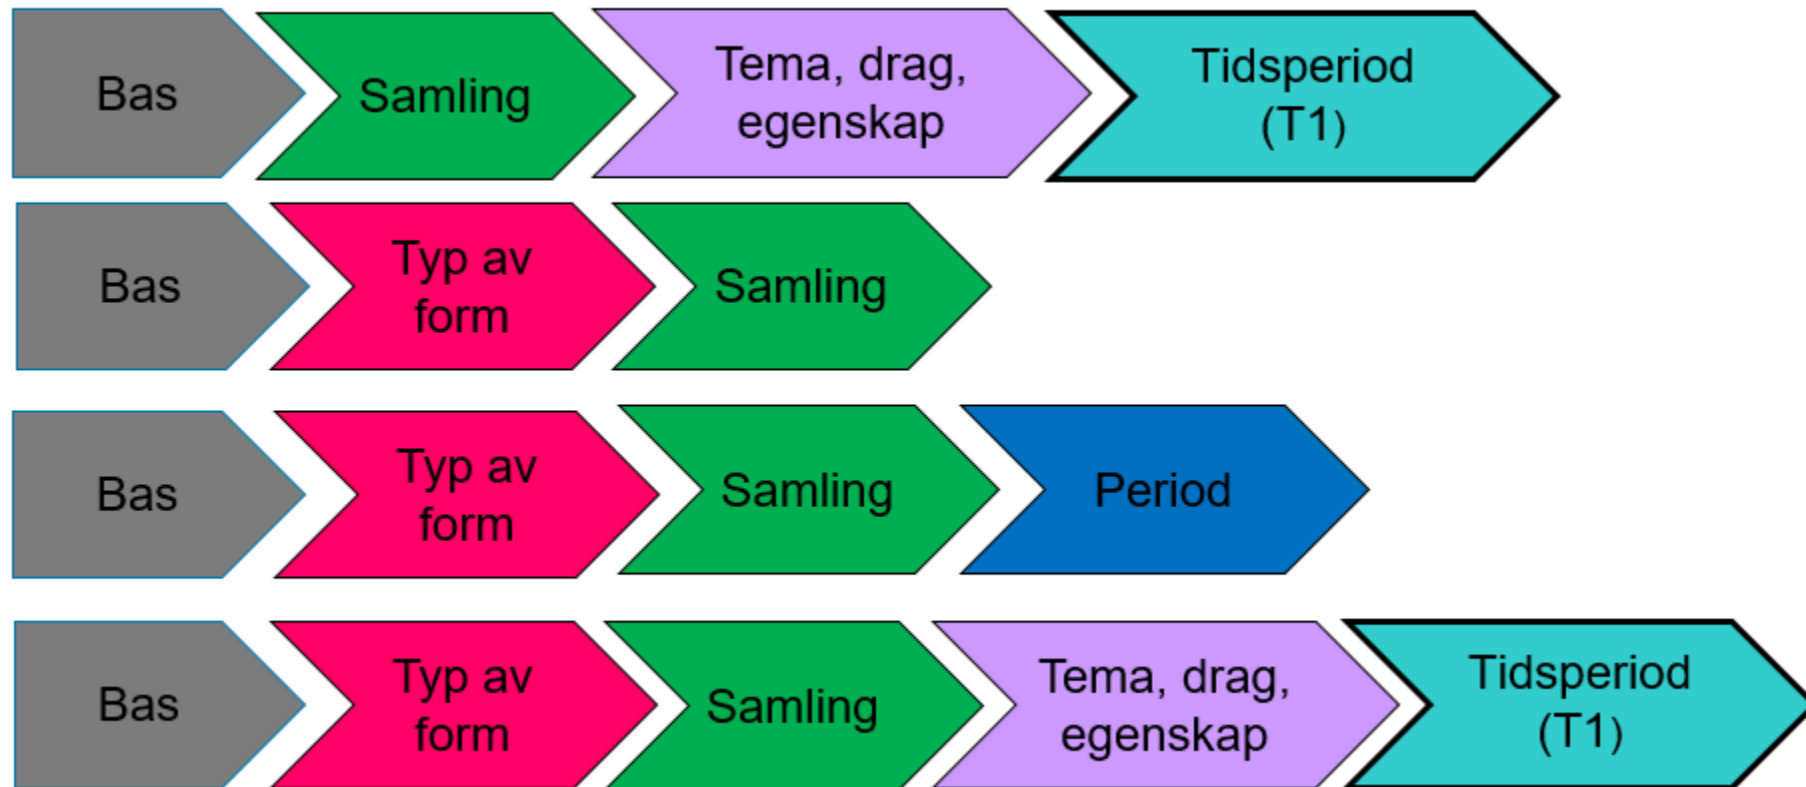 Bas
Samling
Tema, drag,
egenskap
Tidsperiod
(T1)
Bas
Typ av
form
Samling
Bas
Typ av
form
Samling
Period
Bas
Typ av
form
Samling
Tema, drag,
egenskap
Tidsperiod
(T1)